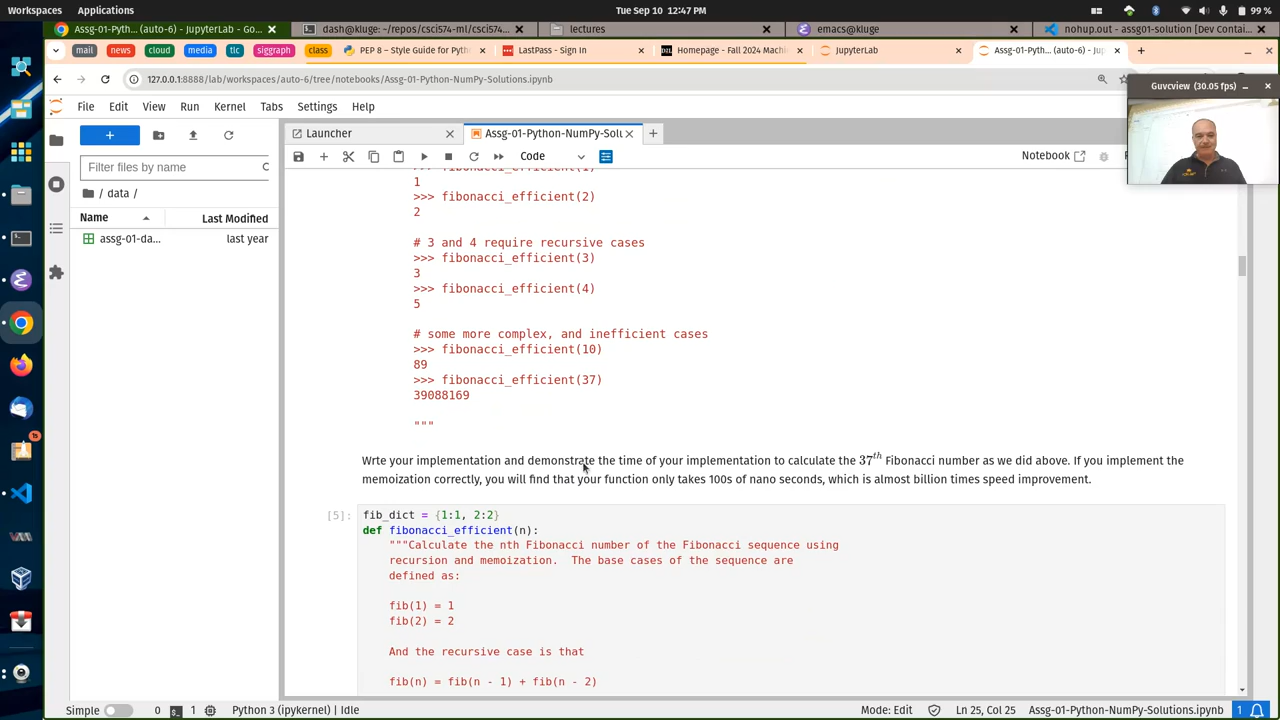 Workspaces Applications Tue Sep 10 12:47 PM 99 %
Assg-01-Pyth... (auto-6) - JupyterLab - Go... dash@kluge: ~/repos/csci574-ml/csci574... lectures emacs@kluge nohup.out - assg01-solution [Dev Contai...
mail news cloud media tlc siggraph class PEP 8 – Style Guide for Pyth LastPass - Sign In Homepage - Fall 2024 Machi JupyterLab Assg-01-Pyth... (auto-6) - Ju
127.0.0.1:8888/lab/workspaces/auto-6/tree/notebooks/Assg-01-Python-NumPy-Solutions.ipynb
Guvcview (30.05 fps)
File Edit View Run Kernel Tabs Settings Help
Launcher Assg-01-Python-NumPy-Solu
Code Notebook
Filter files by name
/ data /
Name Last Modified
assg-01-da... last year
>>> fibonacci_efficient(1)
1
>>> fibonacci_efficient(2)
2
# 3 and 4 require recursive cases
>>> fibonacci_efficient(3)
3
>>> fibonacci_efficient(4)
5
# some more complex, and inefficient cases
>>> fibonacci_efficient(10)
89
>>> fibonacci_efficient(37)
39088169
"""
Wrte your implementation and demonstrate the time of your implementation to calculate the 37th Fibonacci number as we did above. If you implement the
memoization correctly, you will find that your function only takes 100s of nano seconds, which is almost billion times speed improvement.
[5]: fib_dict = {1:1, 2:2}
def fibonacci_efficient(n):
"""Calculate the nth Fibonacci number of the Fibonacci sequence using
recursion and memoization. The base cases of the sequence are
defined as:
fib(1) = 1
fib(2) = 2
And the recursive case is that
fib(n) = fib(n - 1) + fib(n - 2)
Simple 0 1 Python 3 (ipykernel) | Idle Mode: Edit Ln 25, Col 25 Assg-01-Python-NumPy-Solutions.ipynb 1